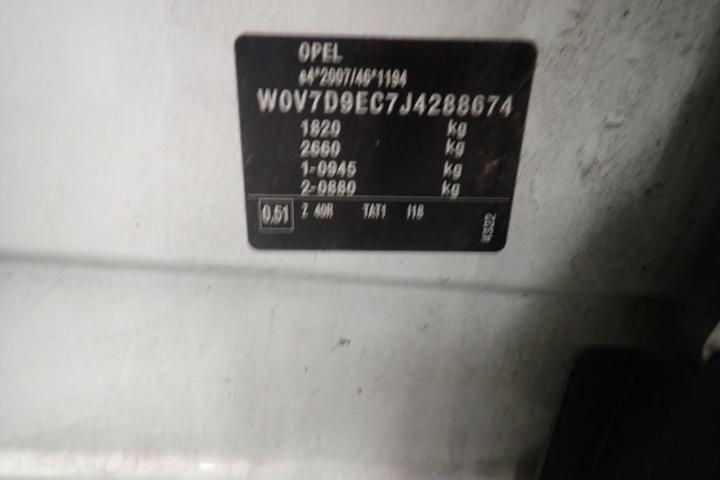 OPEL
e4*2007/46*1194
W0V7D9EC7J4288674
1820 kg
2660 kg
1-0945 kg
2-0880 kg
0.51 Z 40R TAT1 I18